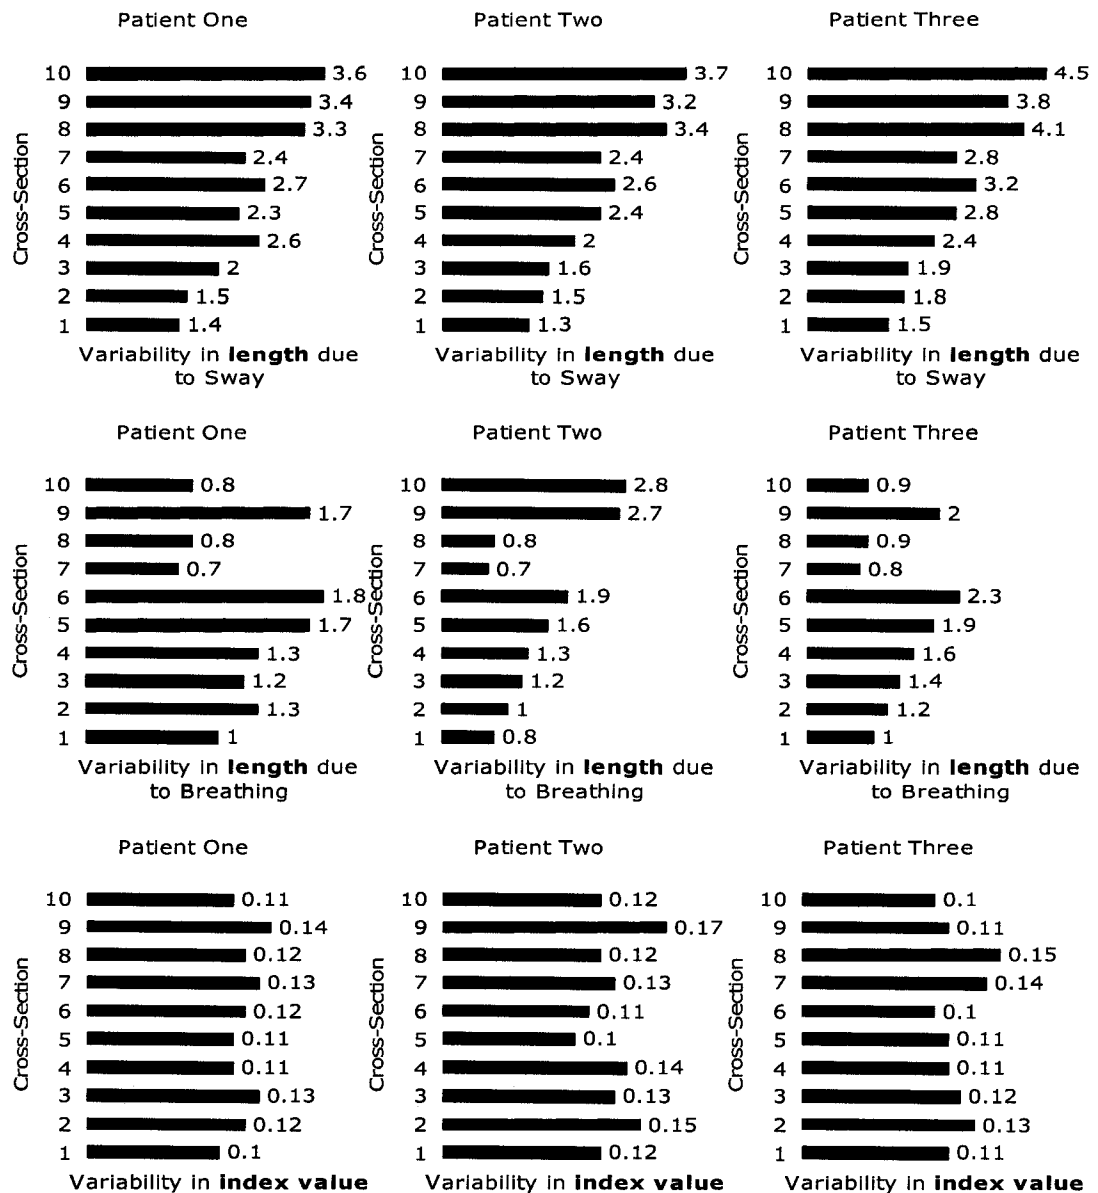 Patient One
Patient Two
Patient Three
Cross-Section
10 3.6
9 3.4
8 3.3
7 2.4
6 2.7
5 2.3
4 2.6
3 2
2 1.5
1 1.4
Variability in length due
to Sway
Cross-Section
10 3.7
9 3.2
8 3.4
7 2.4
6 2.6
5 2.4
4 2
3 1.6
2 1.5
1 1.3
Variability in length due
to Sway
Cross-Section
10 4.5
9 3.8
8 4.1
7 2.8
6 3.2
5 2.8
4 2.4
3 1.9
2 1.8
1 1.5
Variability in length due
to Sway
Patient One
Patient Two
Patient Three
Cross-Section
10 0.8
9 1.7
8 0.8
7 0.7
6 1.8
5 1.7
4 1.3
3 1.2
2 1.3
1 1
Variability in length due
to Breathing
Cross-Section
10 2.8
9 2.7
8 0.8
7 0.7
6 1.9
5 1.6
4 1.3
3 1.2
2 1
1 0.8
Variability in length due
to Breathing
Cross-Section
10 0.9
9 2
8 0.9
7 0.8
6 2.3
5 1.9
4 1.6
3 1.4
2 1.2
1 1
Variability in length due
to Breathing
Patient One
Patient Two
Patient Three
Cross-Section
10 0.11
9 0.14
8 0.12
7 0.13
6 0.12
5 0.11
4 0.11
3 0.13
2 0.12
1 0.1
Variability in index value
Cross-Section
10 0.12
9 0.17
8 0.12
7 0.13
6 0.11
5 0.1
4 0.14
3 0.13
2 0.15
1 0.12
Variability in index value
Cross-Section
10 0.1
9 0.11
8 0.15
7 0.14
6 0.1
5 0.11
4 0.11
3 0.12
2 0.13
1 0.11
Variability in index value